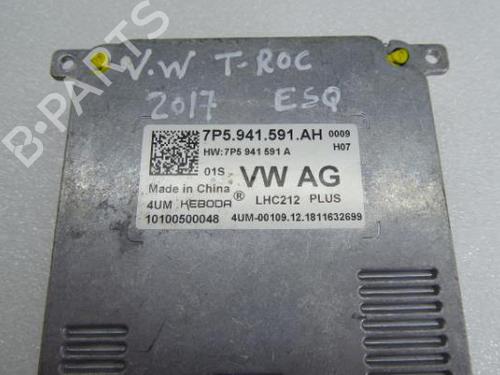 V.W T-ROC
2017 ESQ
7P5.941.591.AH 0009
HW:7P5 941 591 A H07
01S VW AG
Made in China
4UM KEBODA® LHC212 PLUS
10100500048 4UM-00109.12.1811632699
B-PARTS